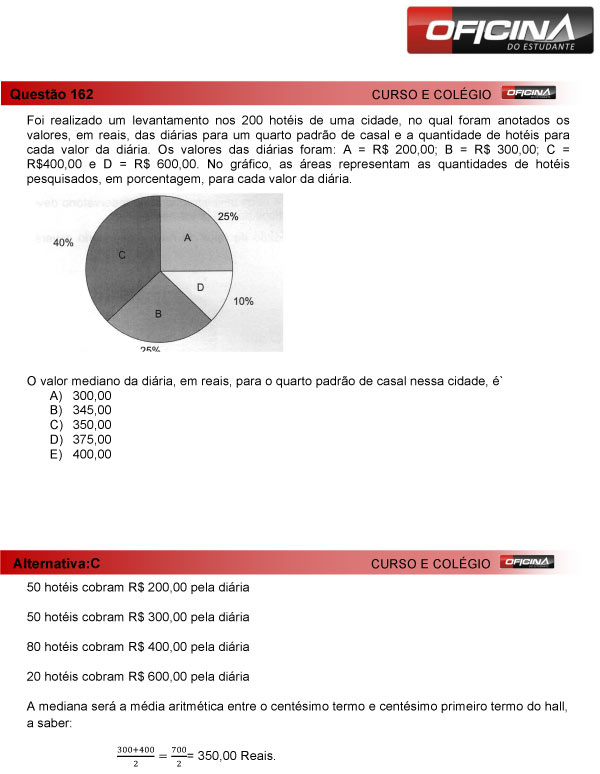 OFICINA
DO ESTUDANTE
Questão 162 CURSO E COLÉGIO OFICINA
Foi realizado um levantamento nos 200 hotéis de uma cidade, no qual foram anotados os
valores, em reais, das diárias para um quarto padrão de casal e a quantidade de hotéis para
cada valor da diária. Os valores das diárias foram: A = R$ 200,00; B = R$ 300,00; C =
R$400,00 e D = R$ 600,00. No gráfico, as áreas representam as quantidades de hotéis
pesquisados, em porcentagem, para cada valor da diária.
25%
40%
A
C
D
10%
B
25%
O valor mediano da diária, em reais, para o quarto padrão de casal nessa cidade, é`
A) 300,00
B) 345,00
C) 350,00
D) 375,00
E) 400,00
Alternativa:C CURSO E COLÉGIO OFICINA
50 hotéis cobram R$ 200,00 pela diária
50 hotéis cobram R$ 300,00 pela diária
80 hotéis cobram R$ 400,00 pela diária
20 hotéis cobram R$ 600,00 pela diária
A mediana será a média aritmética entre o centésimo termo e centésimo primeiro termo do hall,
a saber:
300+400/2 = 700/2= 350,00 Reais.